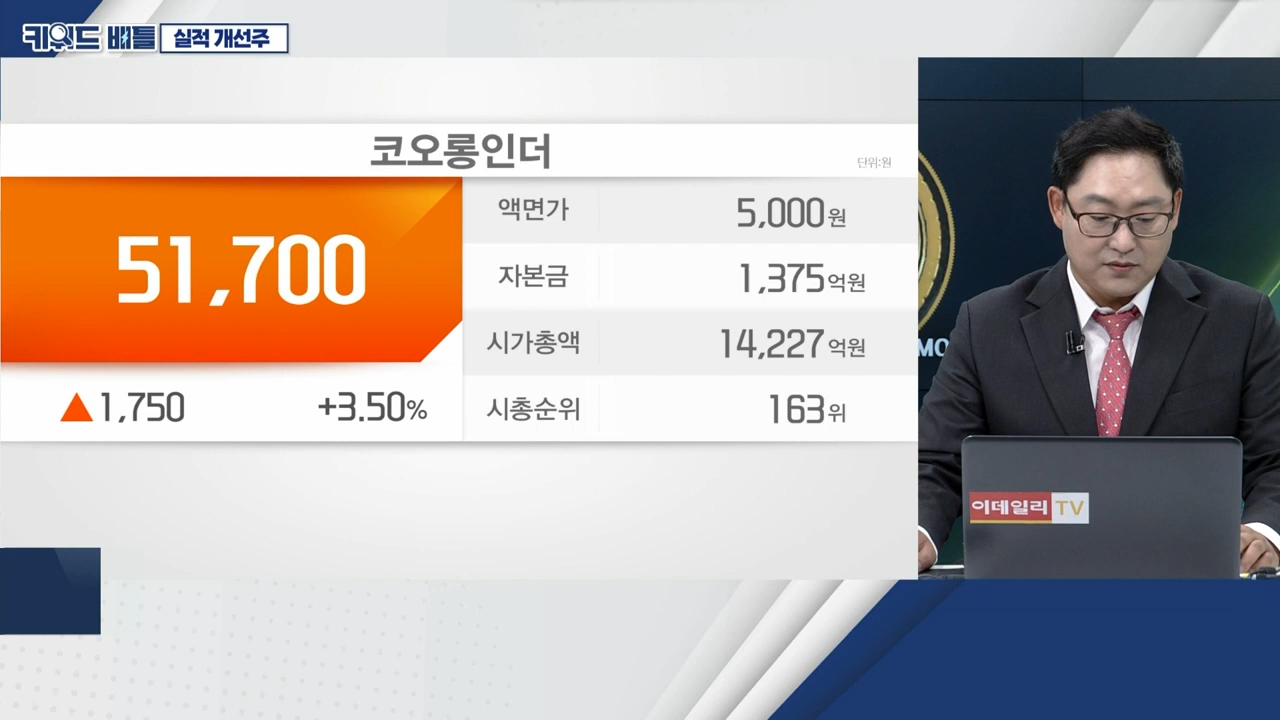 키워드 배틀 실적 개선주
코오롱인더
단위:원
51,700
▲1,750 +3.50%
액면가 5,000원
자본금 1,375억원
시가총액 14,227억원
시총순위 163위
MO
이데일리TV